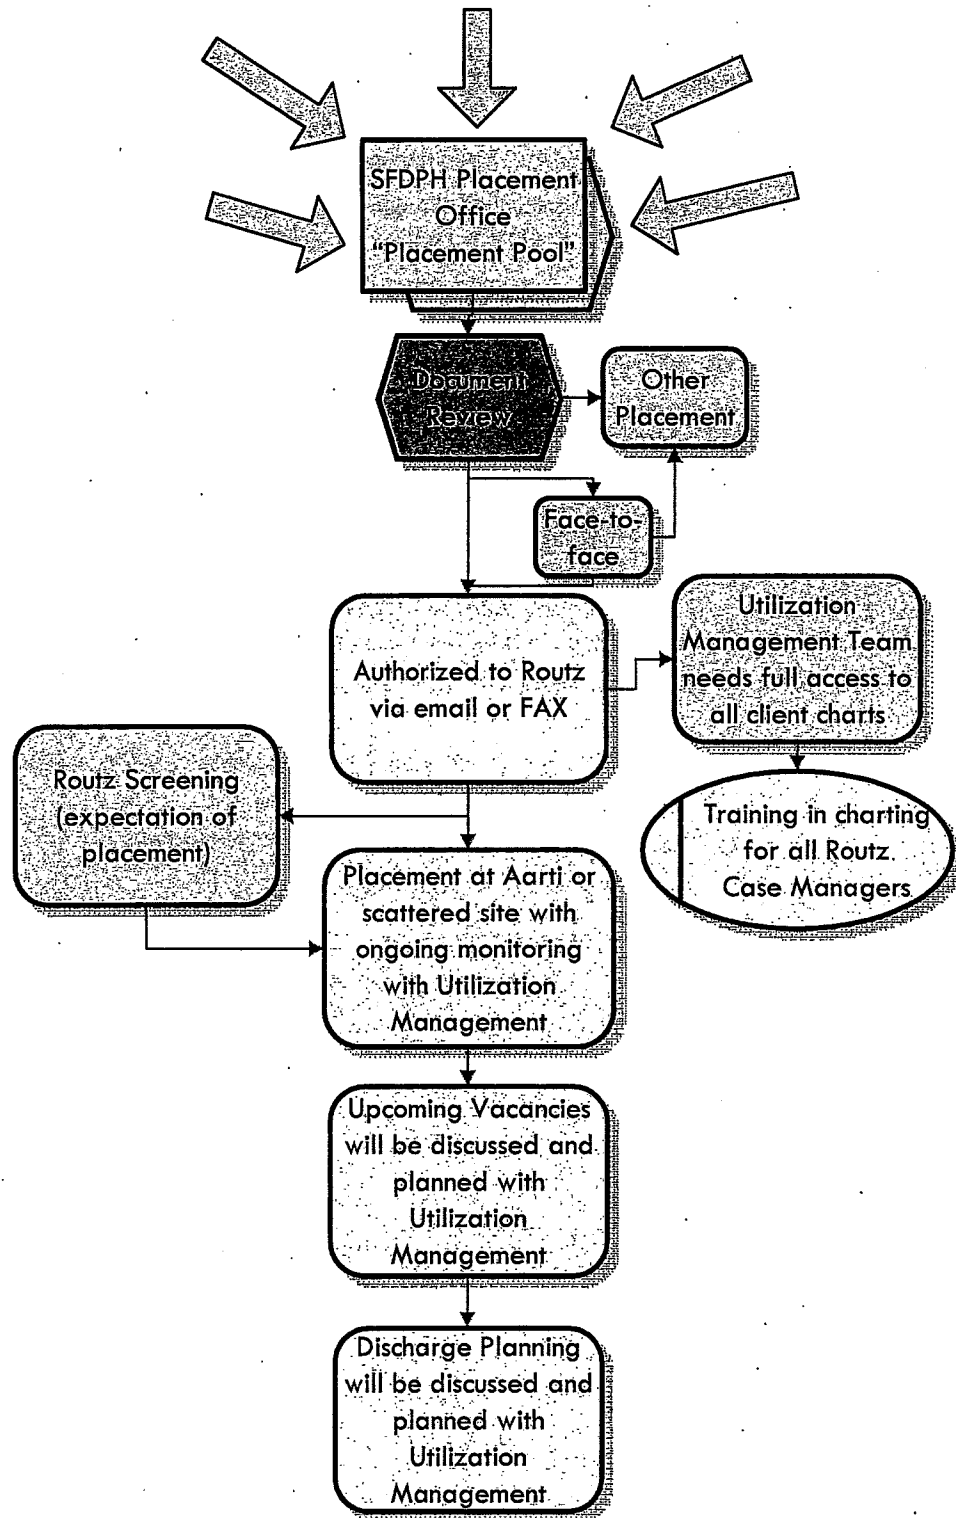 SFDPH Placement
Office
“Placement Pool”
Document
Review
Other
Placement
Face-to-
face
Authorized to Routz
via email or FAX
Utilization
Management Team
needs full access to
all client charts
Routz Screening
(expectation of
placement)
Training in charting
for all Routz
Case Managers
Placement at Aarti or
scattered site with
ongoing monitoring
with Utilization
Management
Upcoming Vacancies
will be discussed and
planned with
Utilization
Management
Discharge Planning
will be discussed and
planned with
Utilization
Management